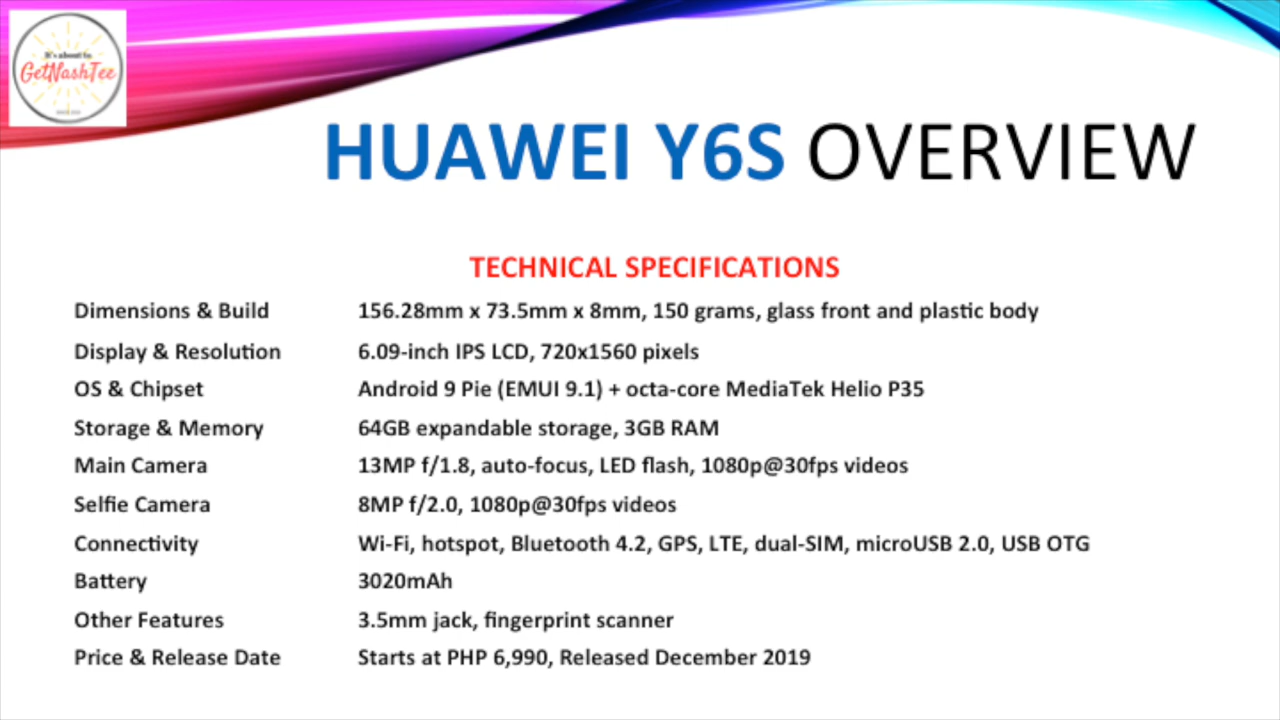 It's about to
GetNashTee
HUAWEI Y6S OVERVIEW
TECHNICAL SPECIFICATIONS
Dimensions & Build 156.28mm x 73.5mm x 8mm, 150 grams, glass front and plastic body
Display & Resolution 6.09-inch IPS LCD, 720x1560 pixels
OS & Chipset Android 9 Pie (EMUI 9.1) + octa-core MediaTek Helio P35
Storage & Memory 64GB expandable storage, 3GB RAM
Main Camera 13MP f/1.8, auto-focus, LED flash, 1080p@30fps videos
Selfie Camera 8MP f/2.0, 1080p@30fps videos
Connectivity Wi-Fi, hotspot, Bluetooth 4.2, GPS, LTE, dual-SIM, microUSB 2.0, USB OTG
Battery 3020mAh
Other Features 3.5mm jack, fingerprint scanner
Price & Release Date Starts at PHP 6,990, Released December 2019